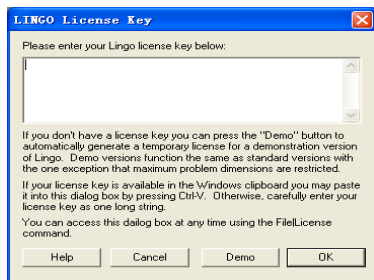 LINGO License Key
Please enter your Lingo license key below:
If you don't have a license key you can press the "Demo" button to
automatically generate a temporary license for a demonstration version
of Lingo. Demo versions function the same as standard versions with
the one exception that maximum problem dimensions are restricted.
If your license key is available in the Windows clipboard you may paste
it into this dialog box by pressing Ctrl-V. Otherwise, carefully enter your
license key as one long string.
You can access this dailog box at any time using the File|License
command.
Help Cancel Demo OK